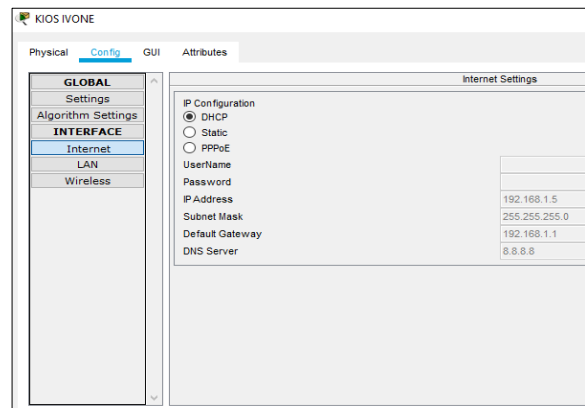 KIOS IVONE
Physical Config GUI Attributes
GLOBAL
Settings
Algorithm Settings
INTERFACE
Internet
LAN
Wireless
Internet Settings
IP Configuration
DHCP
Static
PPPoE
UserName
Password
IP Address 192.168.1.5
Subnet Mask 255.255.255.0
Default Gateway 192.168.1.1
DNS Server 8.8.8.8